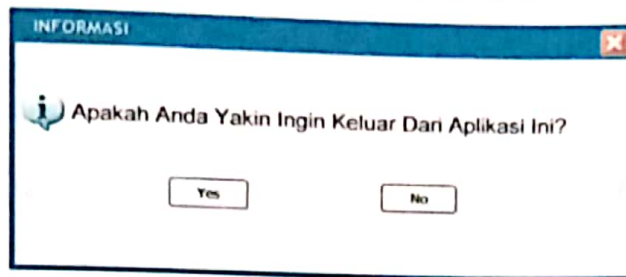 INFORMASI
Apakah Anda Yakin Ingin Keluar Dari Aplikasi Ini?
Yes
No